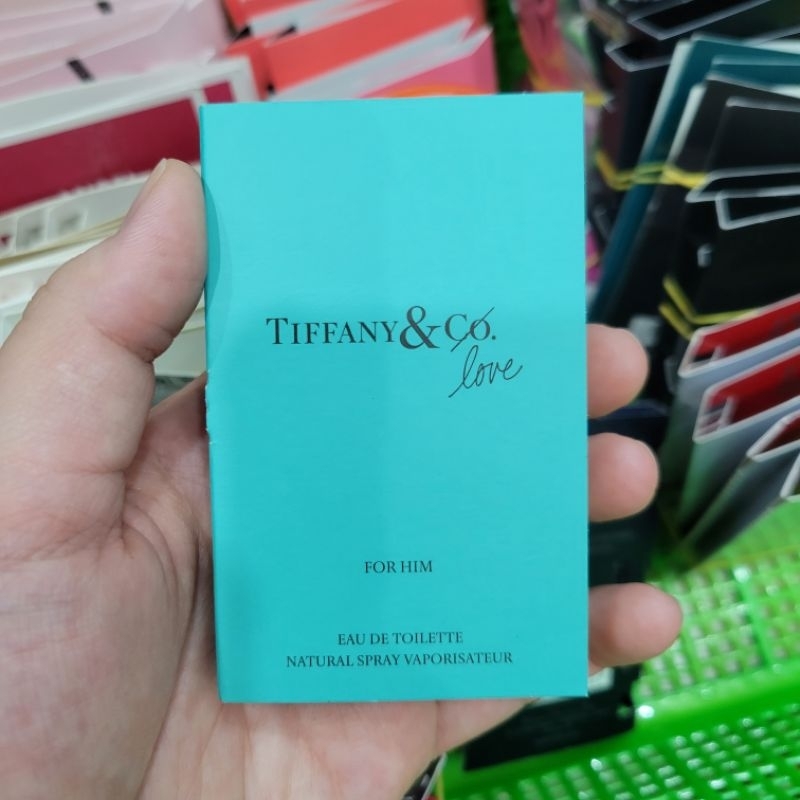 TIFFANY & CO.
love
FOR HIM
EAU DE TOILETTE
NATURAL SPRAY VAPORISATEUR